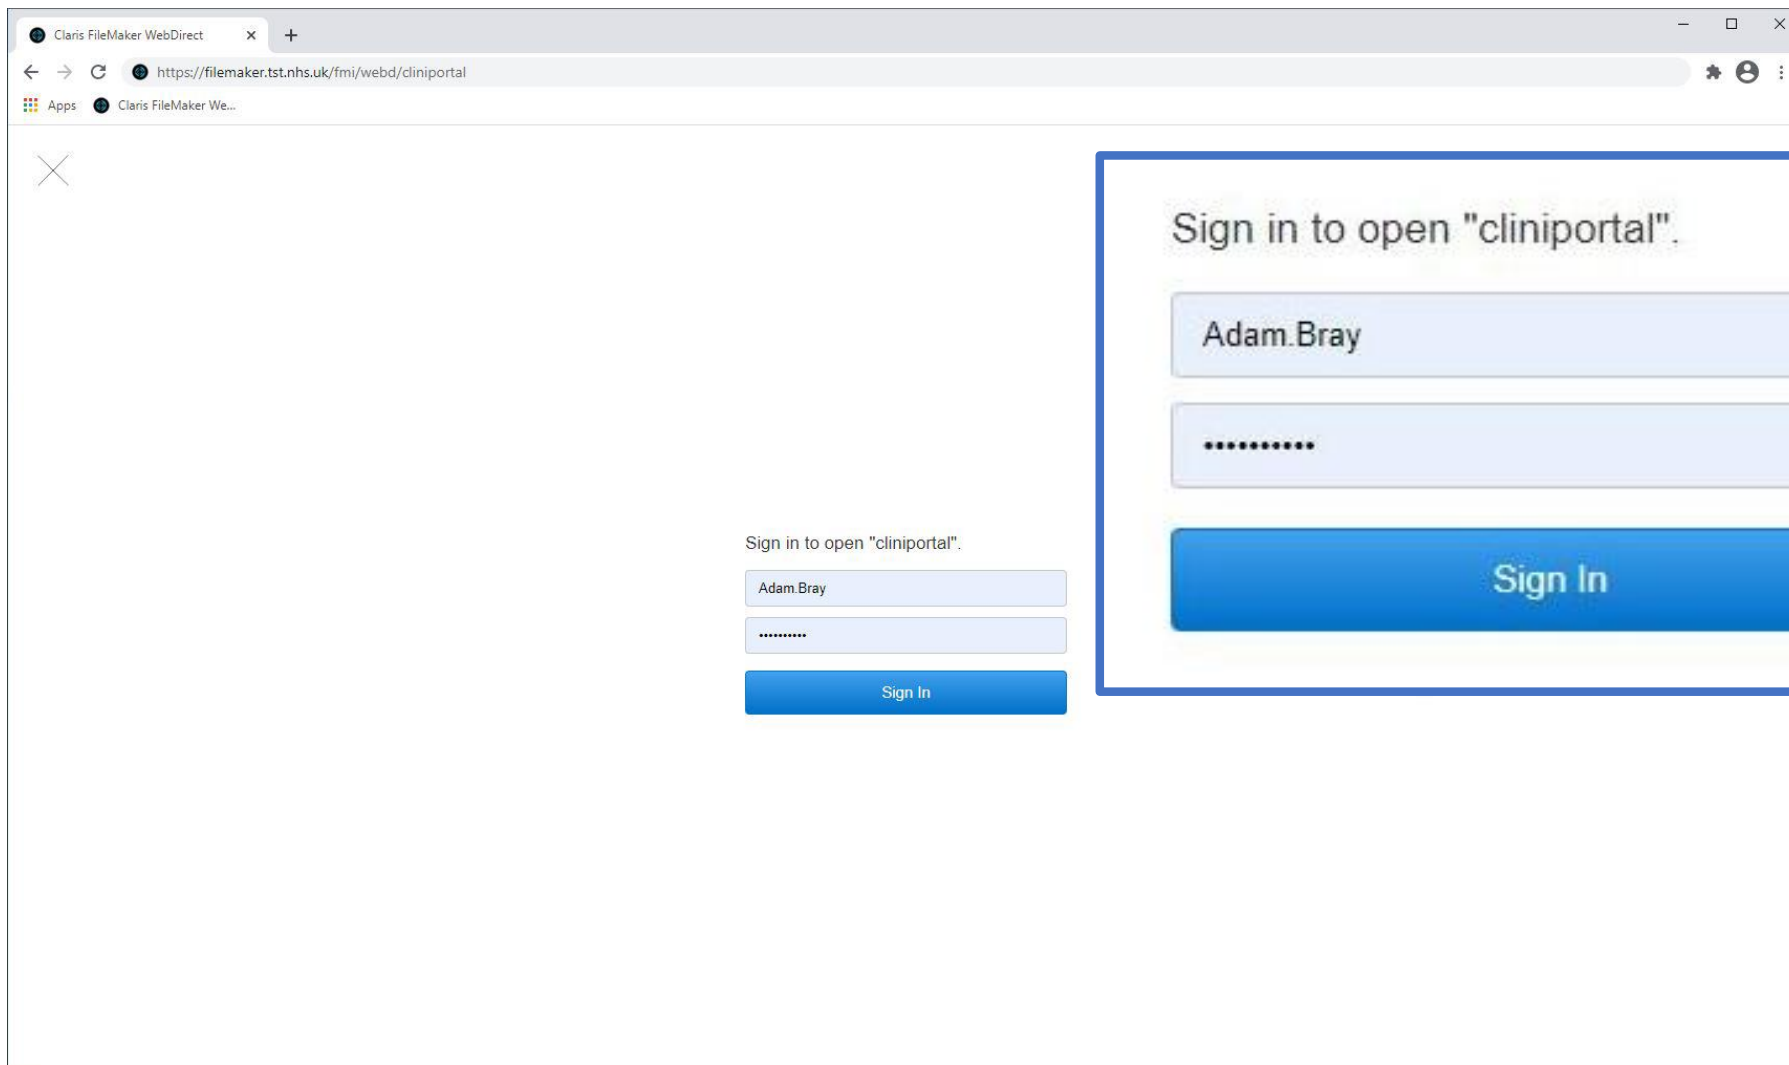 Claris FileMaker WebDirect
https://filemaker.tst.nhs.uk/fmi/webd/cliniportal
Apps Claris FileMaker We...
Sign in to open "cliniportal".
Adam.Bray
••••••••••
Sign In
Sign in to open "cliniportal".
Adam.Bray
••••••••••
Sign In